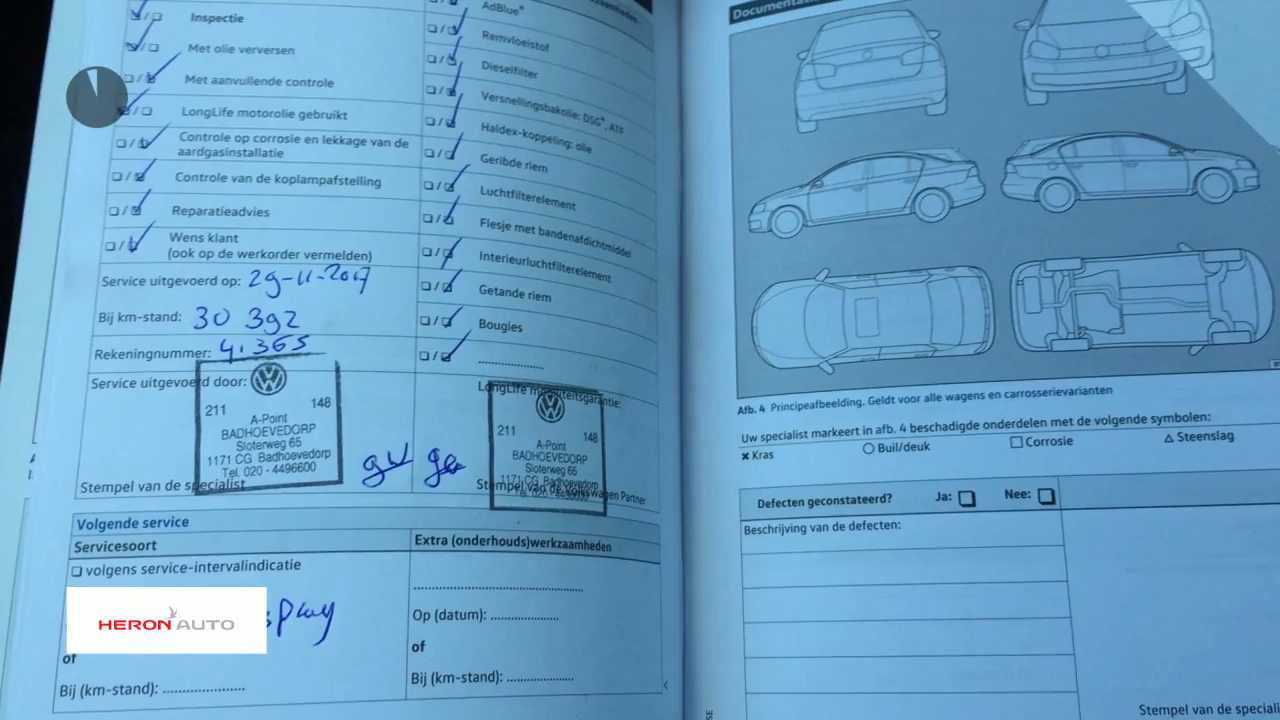 Inspectie
Met olie verversen
Met aanvullende controle
LongLife motorolie gebruikt
Controle op corrosie en lekkage van de
aardgasinstallatie
Controle van de koplampafstelling
Reparatieadvies
Wens klant
(ook op de werkorder vermelden)
Service uitgevoerd op: 29-11-2017
Bij km-stand: 30 392
Rekeningnummer: 41365
Service uitgevoerd door:
211 148
A-Point
BADHOEVEDORP
Sloterweg 65
1171 CG Badhoevedorp
Tel. 020 - 4496600
Stempel van de specialist
AdBlue®
Remvloeistof
Dieselfilter
Versnellingsbakolie: DSG®, ATF
Haldex-koppeling: olie
Geribde riem
Luchtfilterelement
Flesje met bandenafdichtmiddel
Interieurluchtfilterelement
Getande riem
Bougies
LongLife mobiliteitsgarantie:
211 148
A-Point
BADHOEVEDORP
Sloterweg 65
1171 CG Badhoevedorp
Stempel van de Volkswagen Partner
Volgende service
Servicesoort
Extra (onderhouds)werkzaamheden
volgens service-intervalindicatie
HERON AUTO
of
Bij (km-stand):
Op (datum):
of
Bij (km-stand):
Afb. 4 Principeafbeelding. Geldt voor alle wagens en carrosserievarianten
Uw specialist markeert in afb. 4 beschadigde onderdelen met de volgende symbolen:
Kras Buil/deuk Corrosie Steenslag
Defecten geconstateerd? Ja: Nee:
Beschrijving van de defecten: